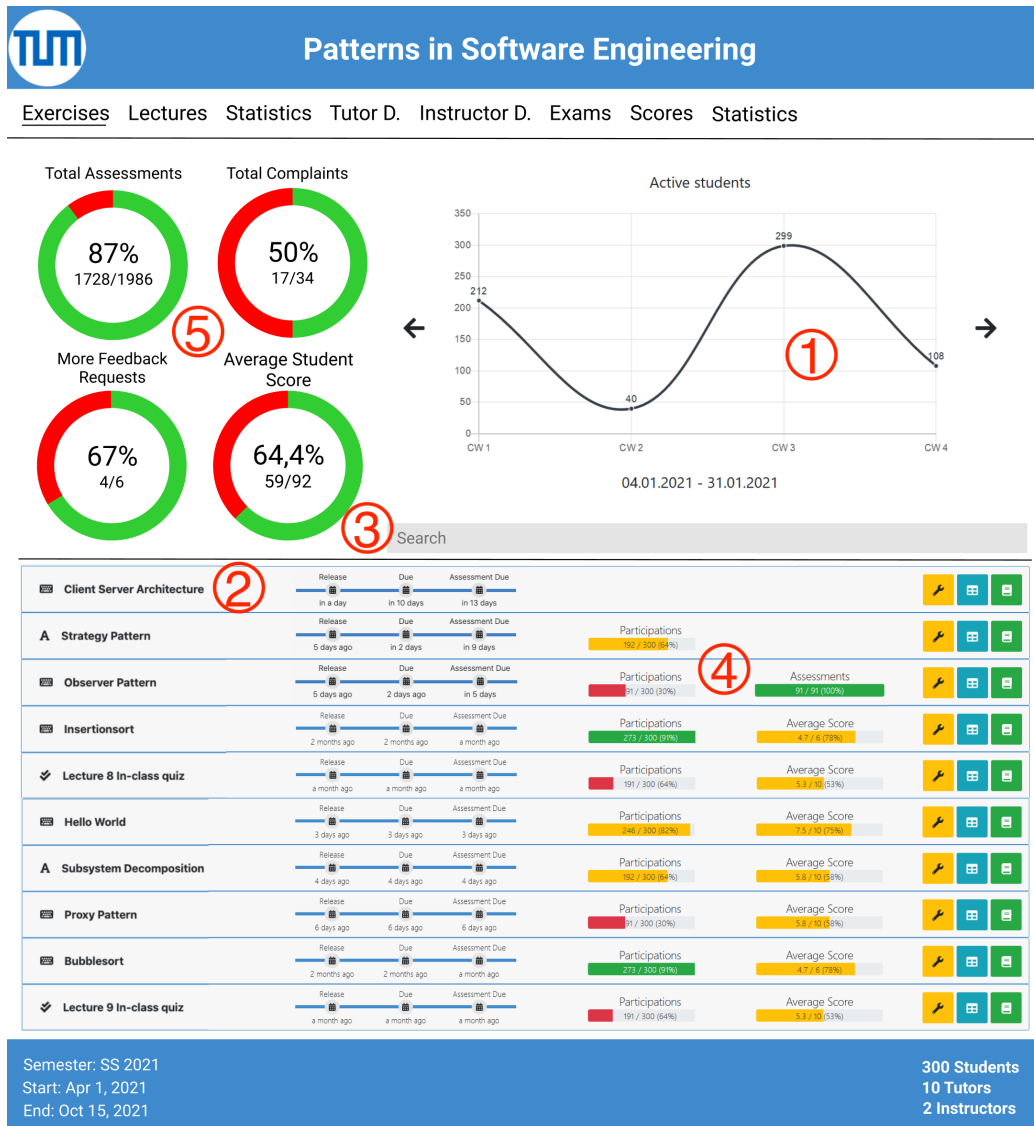 TUM
Patterns in Software Engineering
Exercises Lectures Statistics Tutor D. Instructor D. Exams Scores Statistics
Total Assessments
87%
1728/1986
Total Complaints
50%
17/34
5
More Feedback
Requests
67%
4/6
Average Student
Score
64,4%
59/92
Active students
350
300
250
200
150
100
50
0
212
40
299
108
1
CW 1 CW 2 CW 3 CW 4
04.01.2021 - 31.01.2021
3
Search
Client Server Architecture
2
Release Due Assessment Due
in a day in 10 days in 13 days
A Strategy Pattern
Release Due Assessment Due
5 days ago in 2 days in 9 days
Participations
192 / 300 (64%)
4
Observer Pattern
Release Due Assessment Due
5 days ago 2 days ago in 5 days
Participations
91 / 300 (30%)
Assessments
91 / 91 (100%)
Insertionsort
Release Due Assessment Due
2 months ago 2 months ago a month ago
Participations
273 / 300 (91%)
Average Score
4.7 / 6 (78%)
Lecture 8 In-class quiz
Release Due Assessment Due
a month ago a month ago a month ago
Participations
191 / 300 (64%)
Average Score
5.3 / 10 (53%)
Hello World
Release Due Assessment Due
3 days ago 3 days ago 3 days ago
Participations
246 / 300 (82%)
Average Score
7.5 / 10 (75%)
A Subsystem Decomposition
Release Due Assessment Due
4 days ago 4 days ago 4 days ago
Participations
192 / 300 (64%)
Average Score
5.8 / 10 (58%)
Proxy Pattern
Release Due Assessment Due
6 days ago 6 days ago 6 days ago
Participations
91 / 300 (30%)
Average Score
5.8 / 10 (58%)
Bubblesort
Release Due Assessment Due
2 months ago 2 months ago a month ago
Participations
273 / 300 (91%)
Average Score
4.7 / 6 (78%)
Lecture 9 In-class quiz
Release Due Assessment Due
a month ago a month ago a month ago
Participations
191 / 300 (64%)
Average Score
5.3 / 10 (53%)
Semester: SS 2021
Start: Apr 1, 2021
End: Oct 15, 2021
300 Students
10 Tutors
2 Instructors